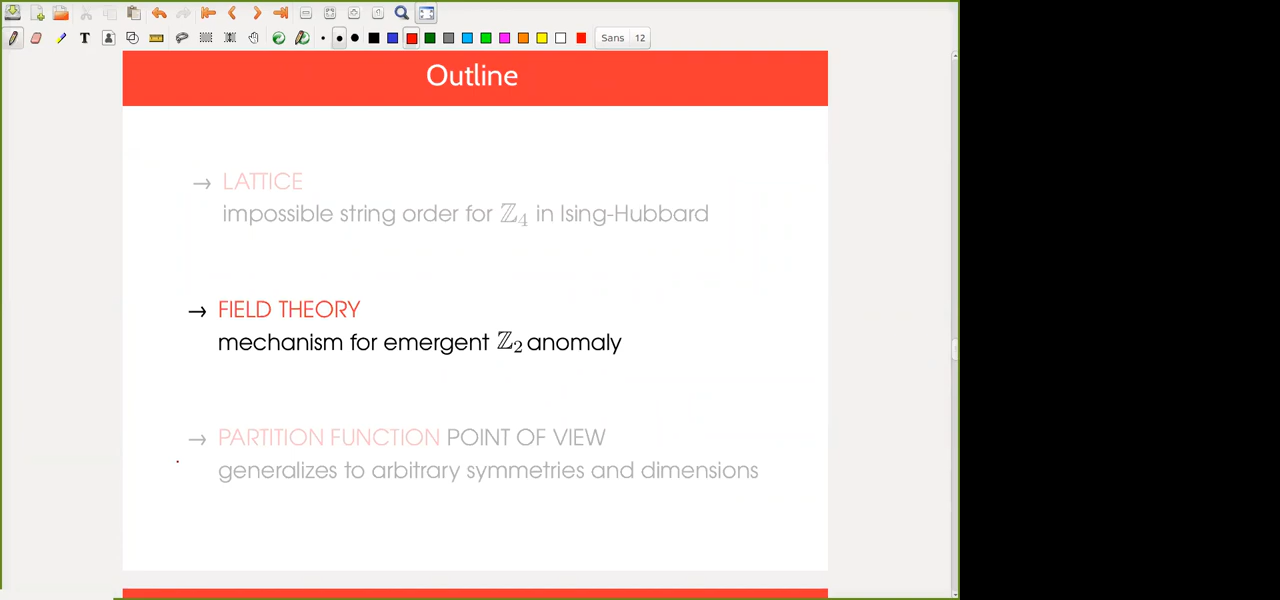 Sans 12
Outline
→ LATTICE
impossible string order for ℤ₄ in Ising-Hubbard
→ FIELD THEORY
mechanism for emergent ℤ₂ anomaly
→ PARTITION FUNCTION POINT OF VIEW
generalizes to arbitrary symmetries and dimensions